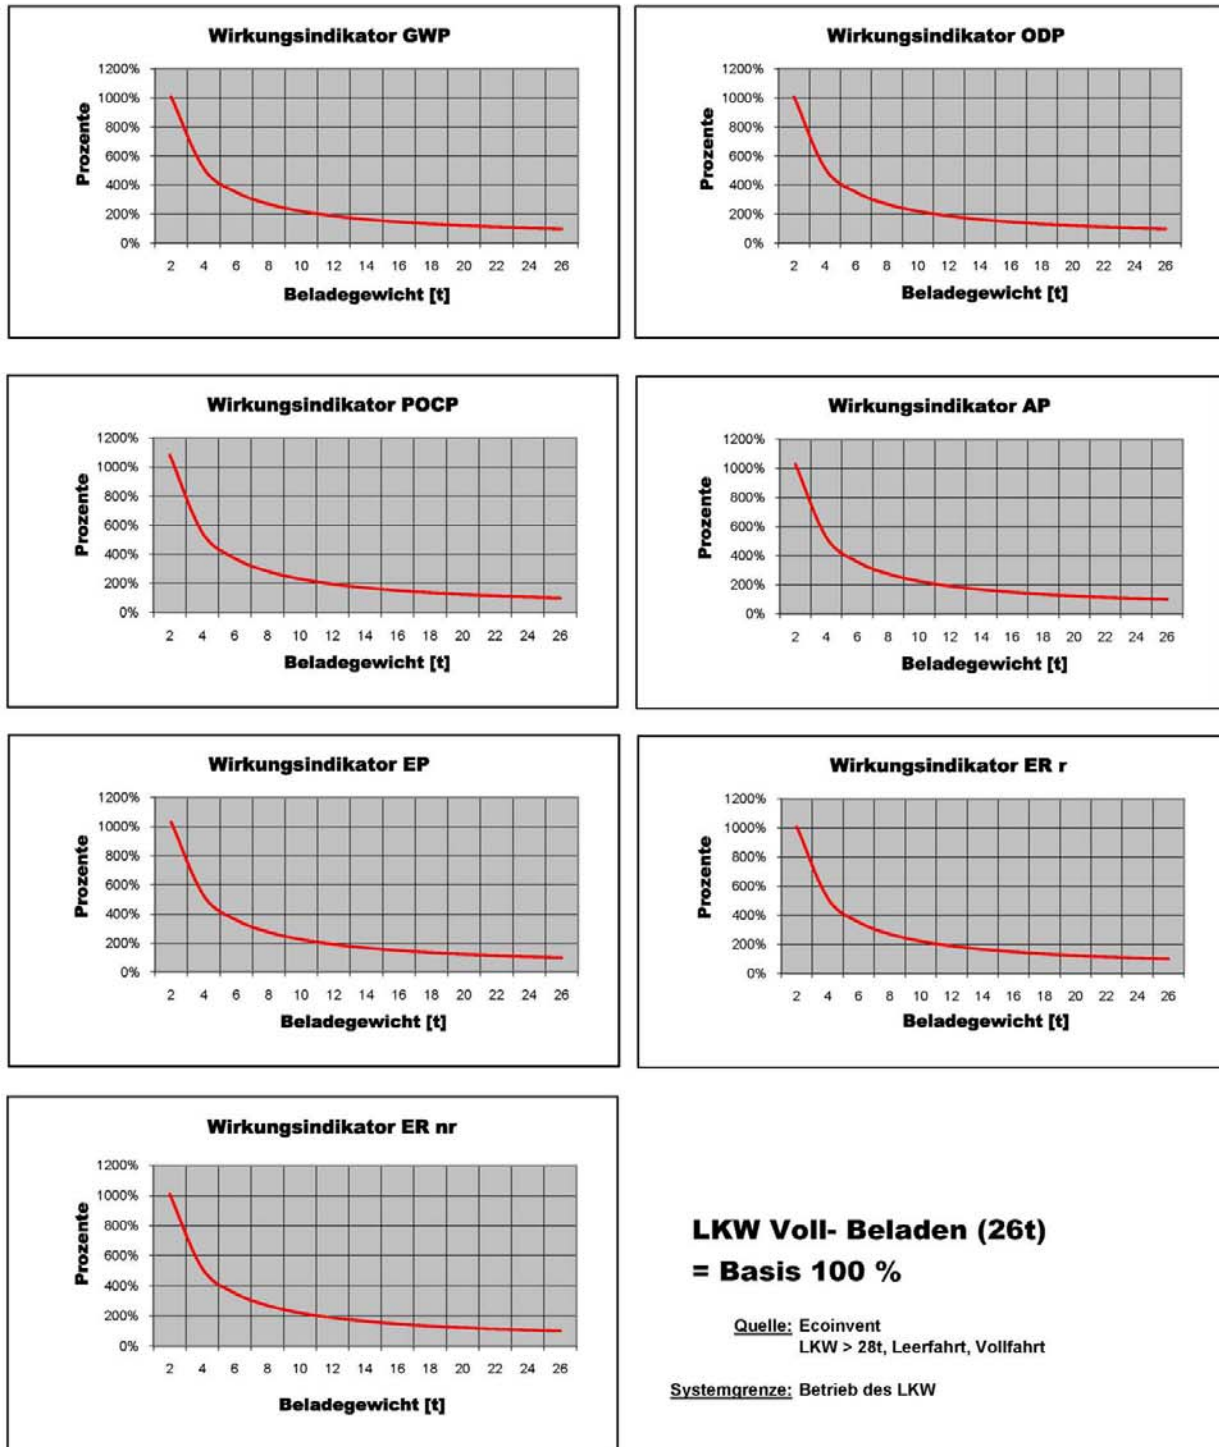 Wirkungsindikator GWP
1200%
1000%
800%
600%
400%
200%
0%
Prozente
2 4 6 8 10 12 14 16 18 20 22 24 26
Beladegewicht [t]
Wirkungsindikator ODP
1200%
1000%
800%
600%
400%
200%
0%
Prozente
2 4 6 8 10 12 14 16 18 20 22 24 26
Beladegewicht [t]
Wirkungsindikator POCP
1200%
1000%
800%
600%
400%
200%
0%
Prozente
2 4 6 8 10 12 14 16 18 20 22 24 26
Beladegewicht [t]
Wirkungsindikator AP
1200%
1000%
800%
600%
400%
200%
0%
Prozente
2 4 6 8 10 12 14 16 18 20 22 24 26
Beladegewicht [t]
Wirkungsindikator EP
1200%
1000%
800%
600%
400%
200%
0%
Prozente
2 4 6 8 10 12 14 16 18 20 22 24 26
Beladegewicht [t]
Wirkungsindikator ER r
1200%
1000%
800%
600%
400%
200%
0%
Prozente
2 4 6 8 10 12 14 16 18 20 22 24 26
Beladegewicht [t]
Wirkungsindikator ER nr
1200%
1000%
800%
600%
400%
200%
0%
Prozente
2 4 6 8 10 12 14 16 18 20 22 24 26
Beladegewicht [t]
LKW Voll- Beladen (26t)
= Basis 100 %
Quelle: Ecoinvent
LKW > 28t, Leerfahrt, Vollfahrt
Systemgrenze: Betrieb des LKW